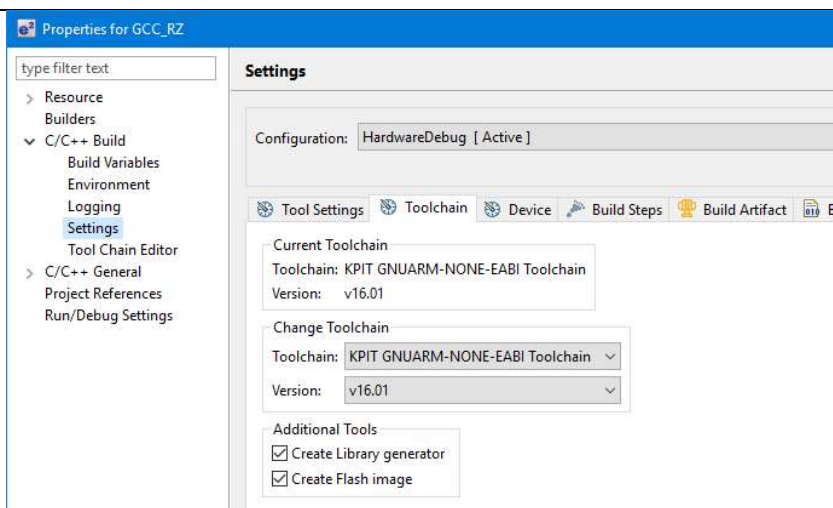 Properties for GCC_RZ
type filter text
Resource
Builders
C/C++ Build
Build Variables
Environment
Logging
Settings
Tool Chain Editor
C/C++ General
Project References
Run/Debug Settings
Settings
Configuration: HardwareDebug [ Active ]
Tool Settings Toolchain Device Build Steps Build Artifact
Current Toolchain
Toolchain: KPIT GNUARM-NONE-EABI Toolchain
Version: v16.01
Change Toolchain
Toolchain: KPIT GNUARM-NONE-EABI Toolchain
Version: v16.01
Additional Tools
Create Library generator
Create Flash image